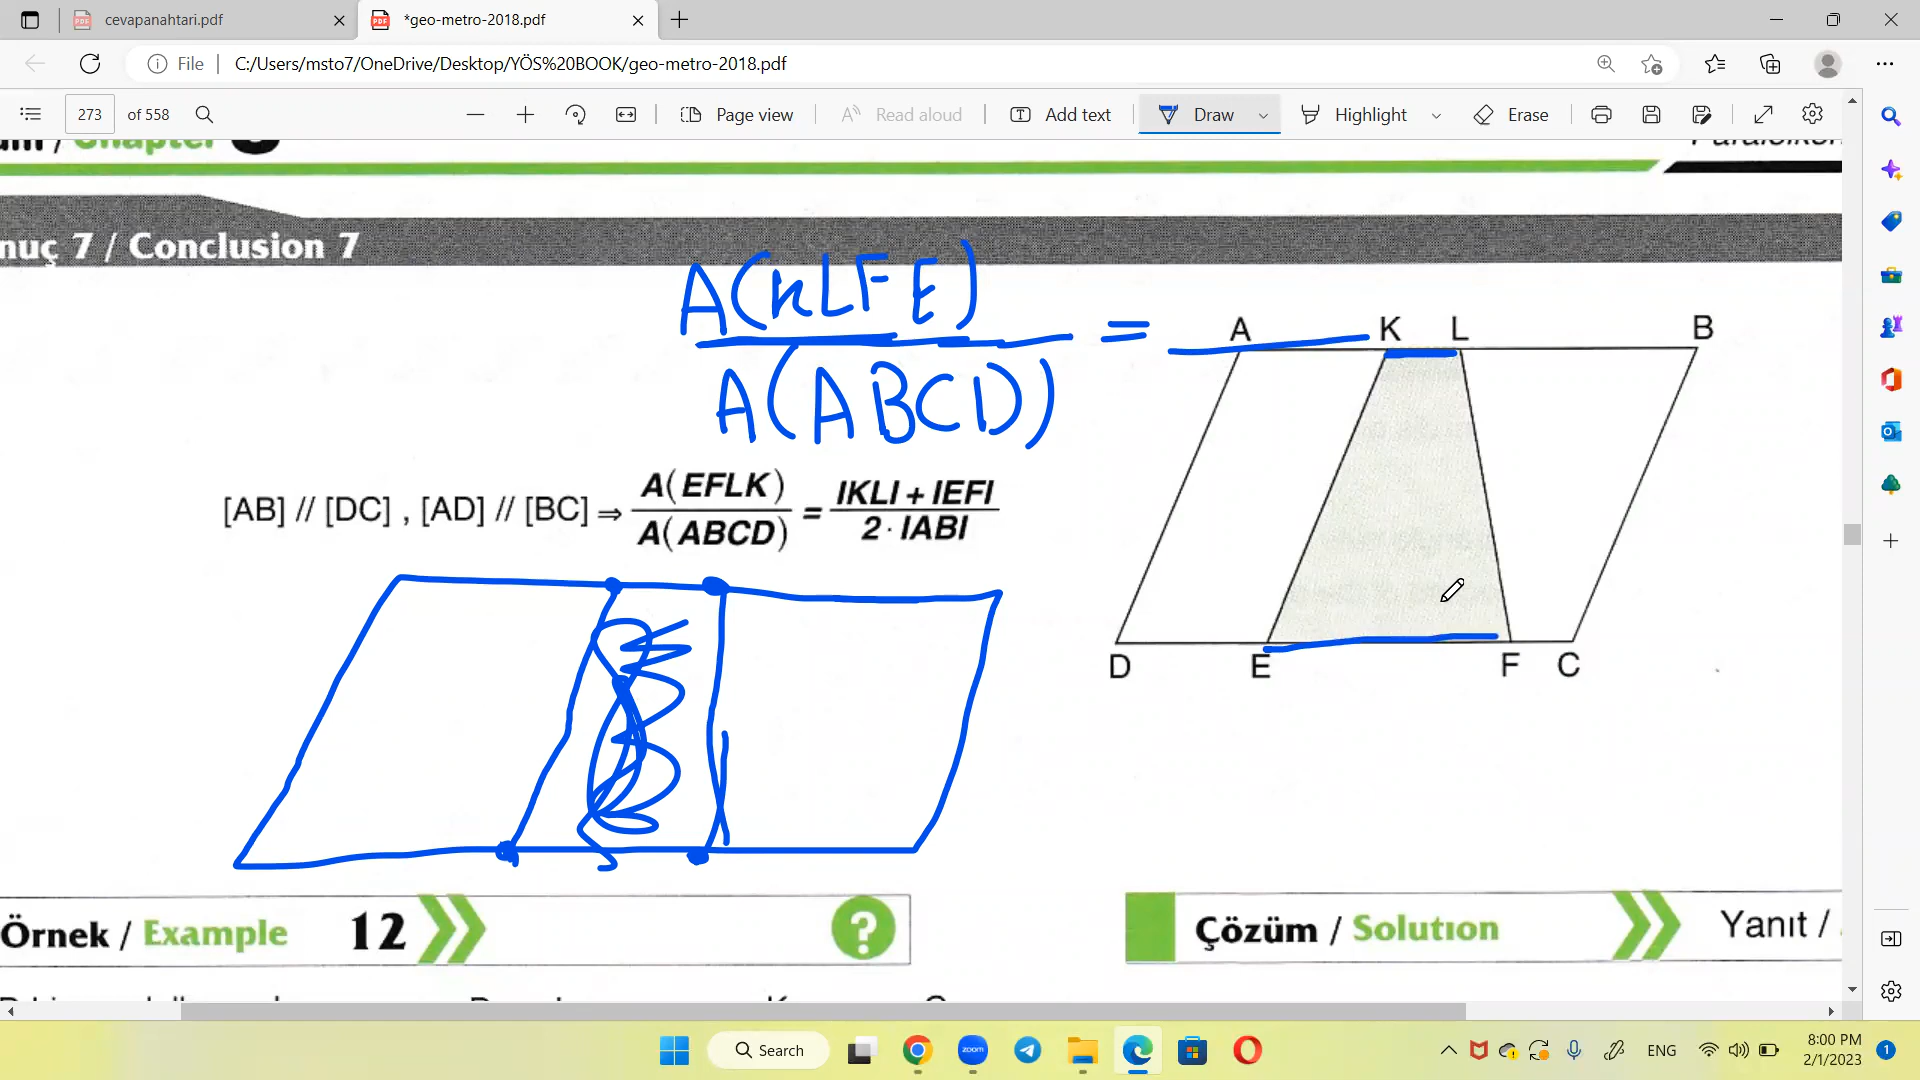 cevapanahtari.pdf
*geo-metro-2018.pdf
File
C:/Users/msto7/OneDrive/Desktop/YÖS%20BOOK/geo-metro-2018.pdf
273 of 558
Page view
Read aloud
Add text
Draw
Highlight
Erase
/ Chapter
nuç 7 / Conclusion 7
A(KLFE)
A(ABCD)
=
A K L B
[AB] // [DC] , [AD] // [BC] ⇒ A(EFLK) / A(ABCD) = IKLI + IEFI / 2 · IABI
D E F C
Örnek / Example 12
?
Çözüm / Solution
Yanıt /
Search
zoom
ENG
8:00 PM
2/1/2023
1